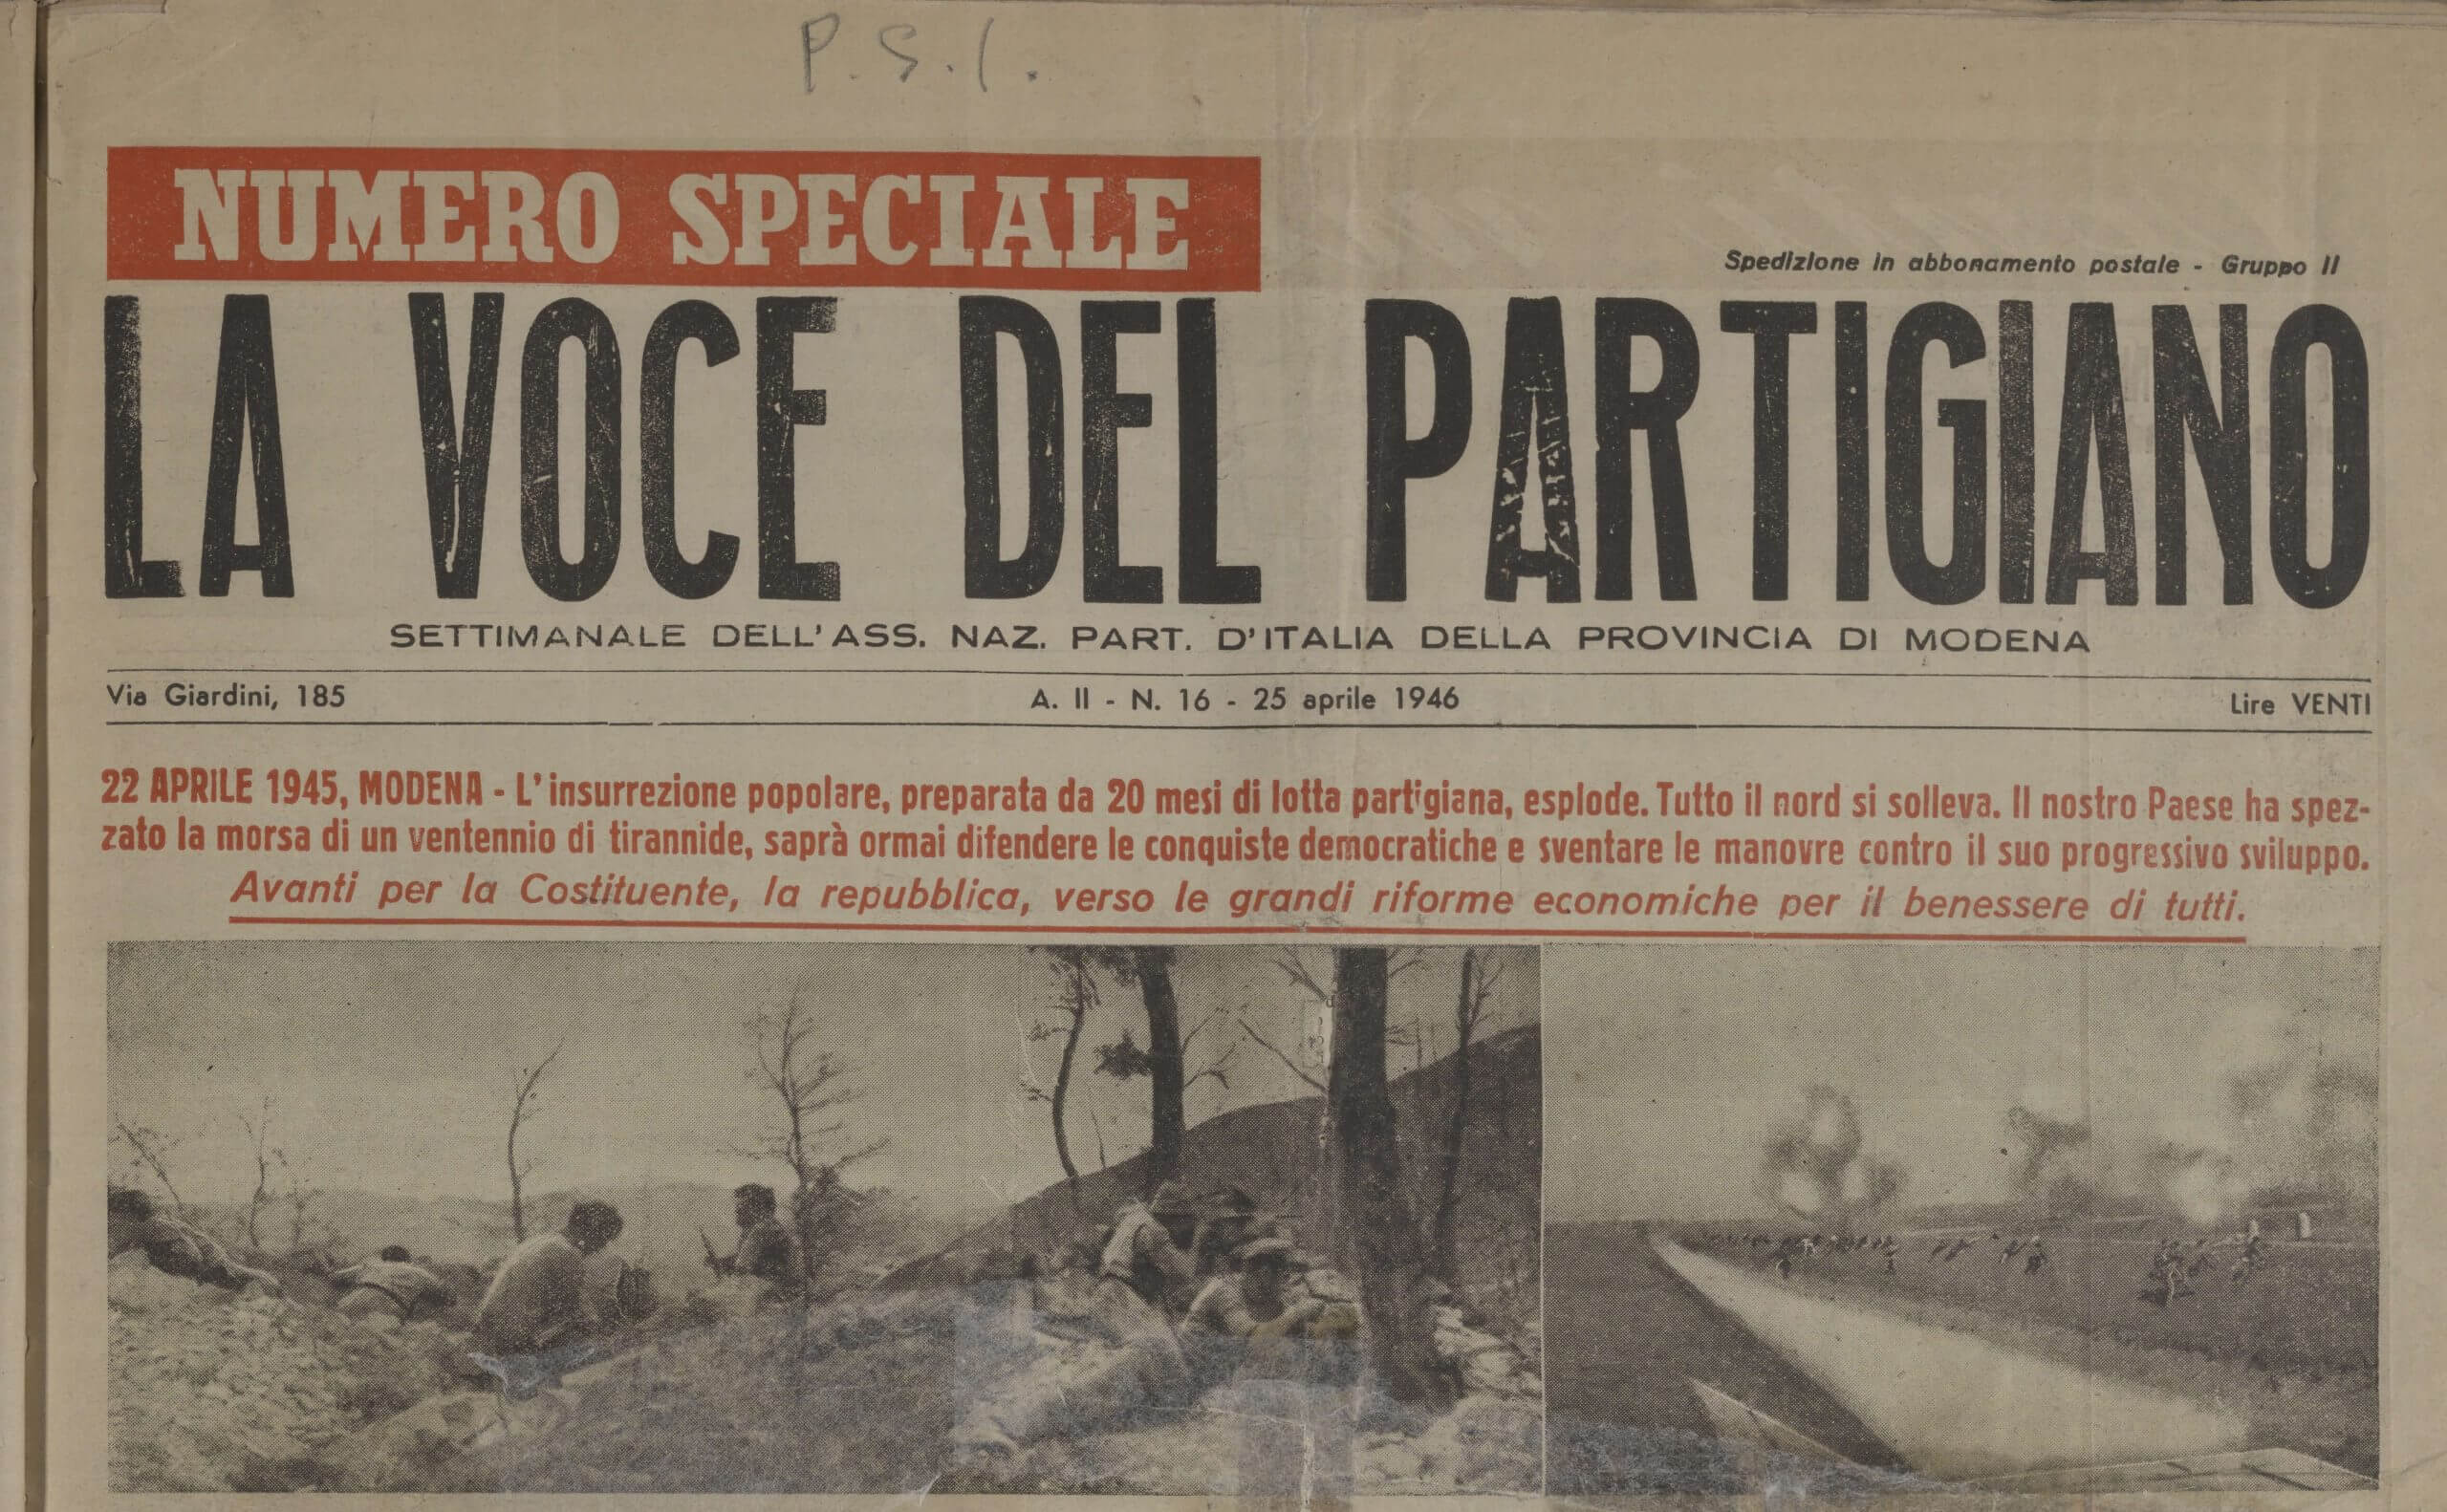 P.S.I.
NUMERO SPECIALE
Spedizione in abbonamento postale - Gruppo II
LA VOCE DEL PARTIGIANO
SETTIMANALE DELL'ASS. NAZ. PART. D'ITALIA DELLA PROVINCIA DI MODENA
Via Giardini, 185 A. II - N. 16 - 25 aprile 1946 Lire VENTI
22 APRILE 1945, MODENA - L'insurrezione popolare, preparata da 20 mesi di lotta partigiana, esplode. Tutto il nord si solleva. Il nostro Paese ha spez-
zato la morsa di un ventennio di tirannide, saprà ormai difendere le conquiste democratiche e sventare le manovre contro il suo progressivo sviluppo.
Avanti per la Costituente, la repubblica, verso le grandi riforme economiche per il benessere di tutti.